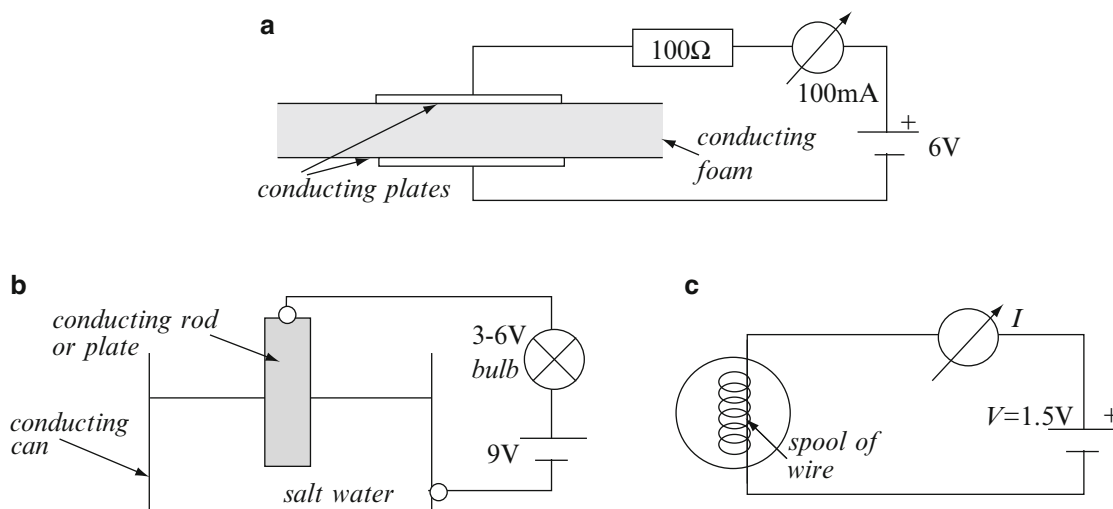 a
100Ω
100mA
+
6V
conducting
foam
conducting plates
b
conducting rod
or plate
conducting
can
3-6V
bulb
9V
salt water
c
I
V=1.5V
+
spool of
wire